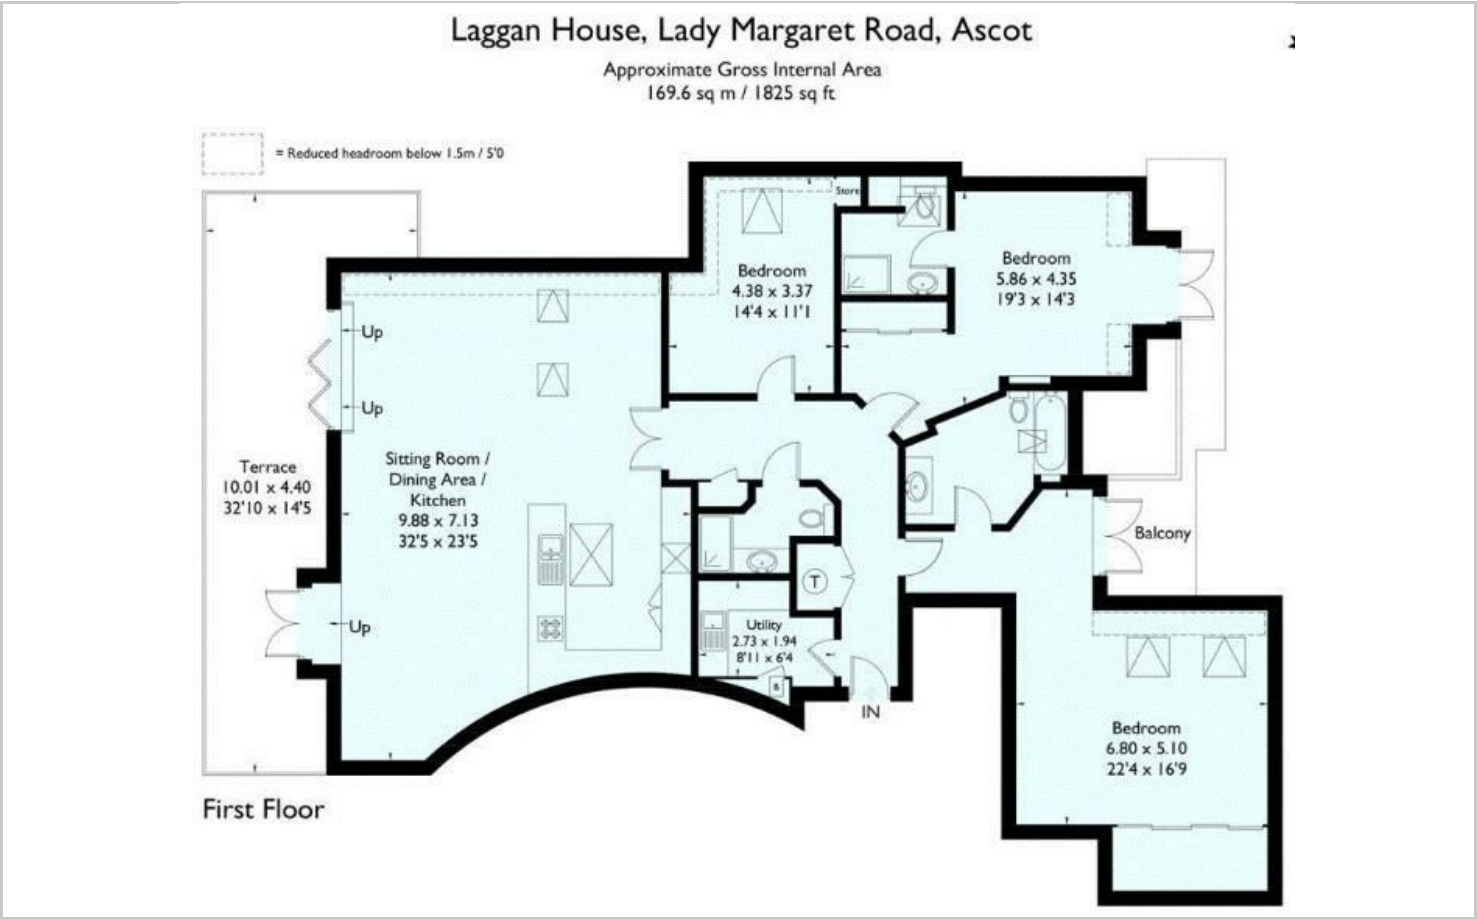 Laggan House, Lady Margaret Road, Ascot
Approximate Gross Internal Area
169.6 sq m / 1825 sq ft
= Reduced headroom below 1.5m / 5'0
Store
Bedroom
4.38 x 3.37
14'4 x 11'1
Bedroom
5.86 x 4.35
19'3 x 14'3
Up
Up
Terrace
10.01 x 4.40
32'10 x 14'5
Sitting Room /
Dining Area /
Kitchen
9.88 x 7.13
32'5 x 23'5
Balcony
T
Up
Utility
2.73 x 1.94
8'11 x 6'4
B
IN
Bedroom
6.80 x 5.10
22'4 x 16'9
First Floor